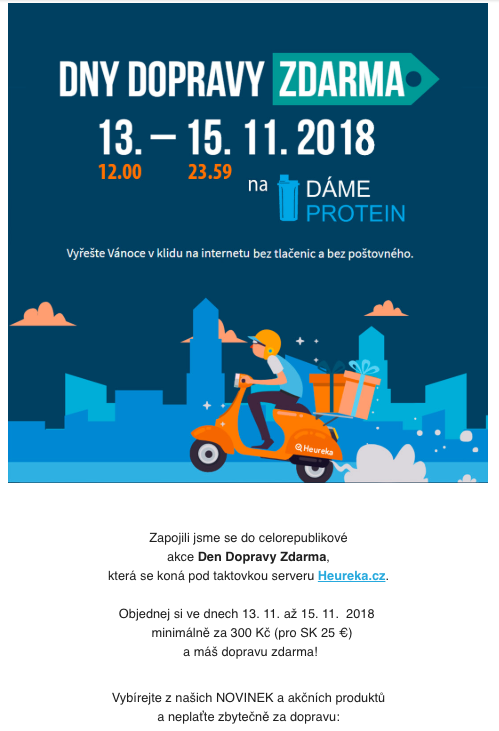 DNY DOPRAVY ZDARMA
13. – 15. 11. 2018
12.00 23.59
na DÁME
PROTEIN
Vyřešte Vánoce v klidu na internetu bez tlačenic a bez poštovného.
Heureka
Zapojili jsme se do celorepublikové
akce Den Dopravy Zdarma,
která se koná pod taktovkou serveru Heureka.cz.
Objednej si ve dnech 13. 11. až 15. 11. 2018
minimálně za 300 Kč (pro SK 25 €)
a máš dopravu zdarma!
Vybírejte z našich NOVINEK a akčních produktů
a neplaťte zbytečně za dopravu: